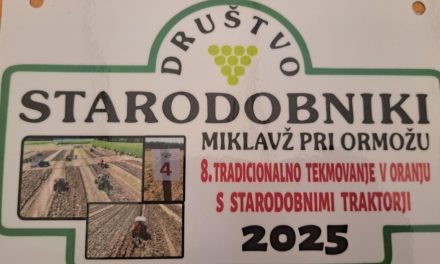 DRUŠTVO
STARODOBNIKI
MIKLAVŽ PRI ORMOŽU
8. TRADICIONALNO TEKMOVANJE V ORANJU
S STARODOBNIMI TRAKTORJI
4
2025